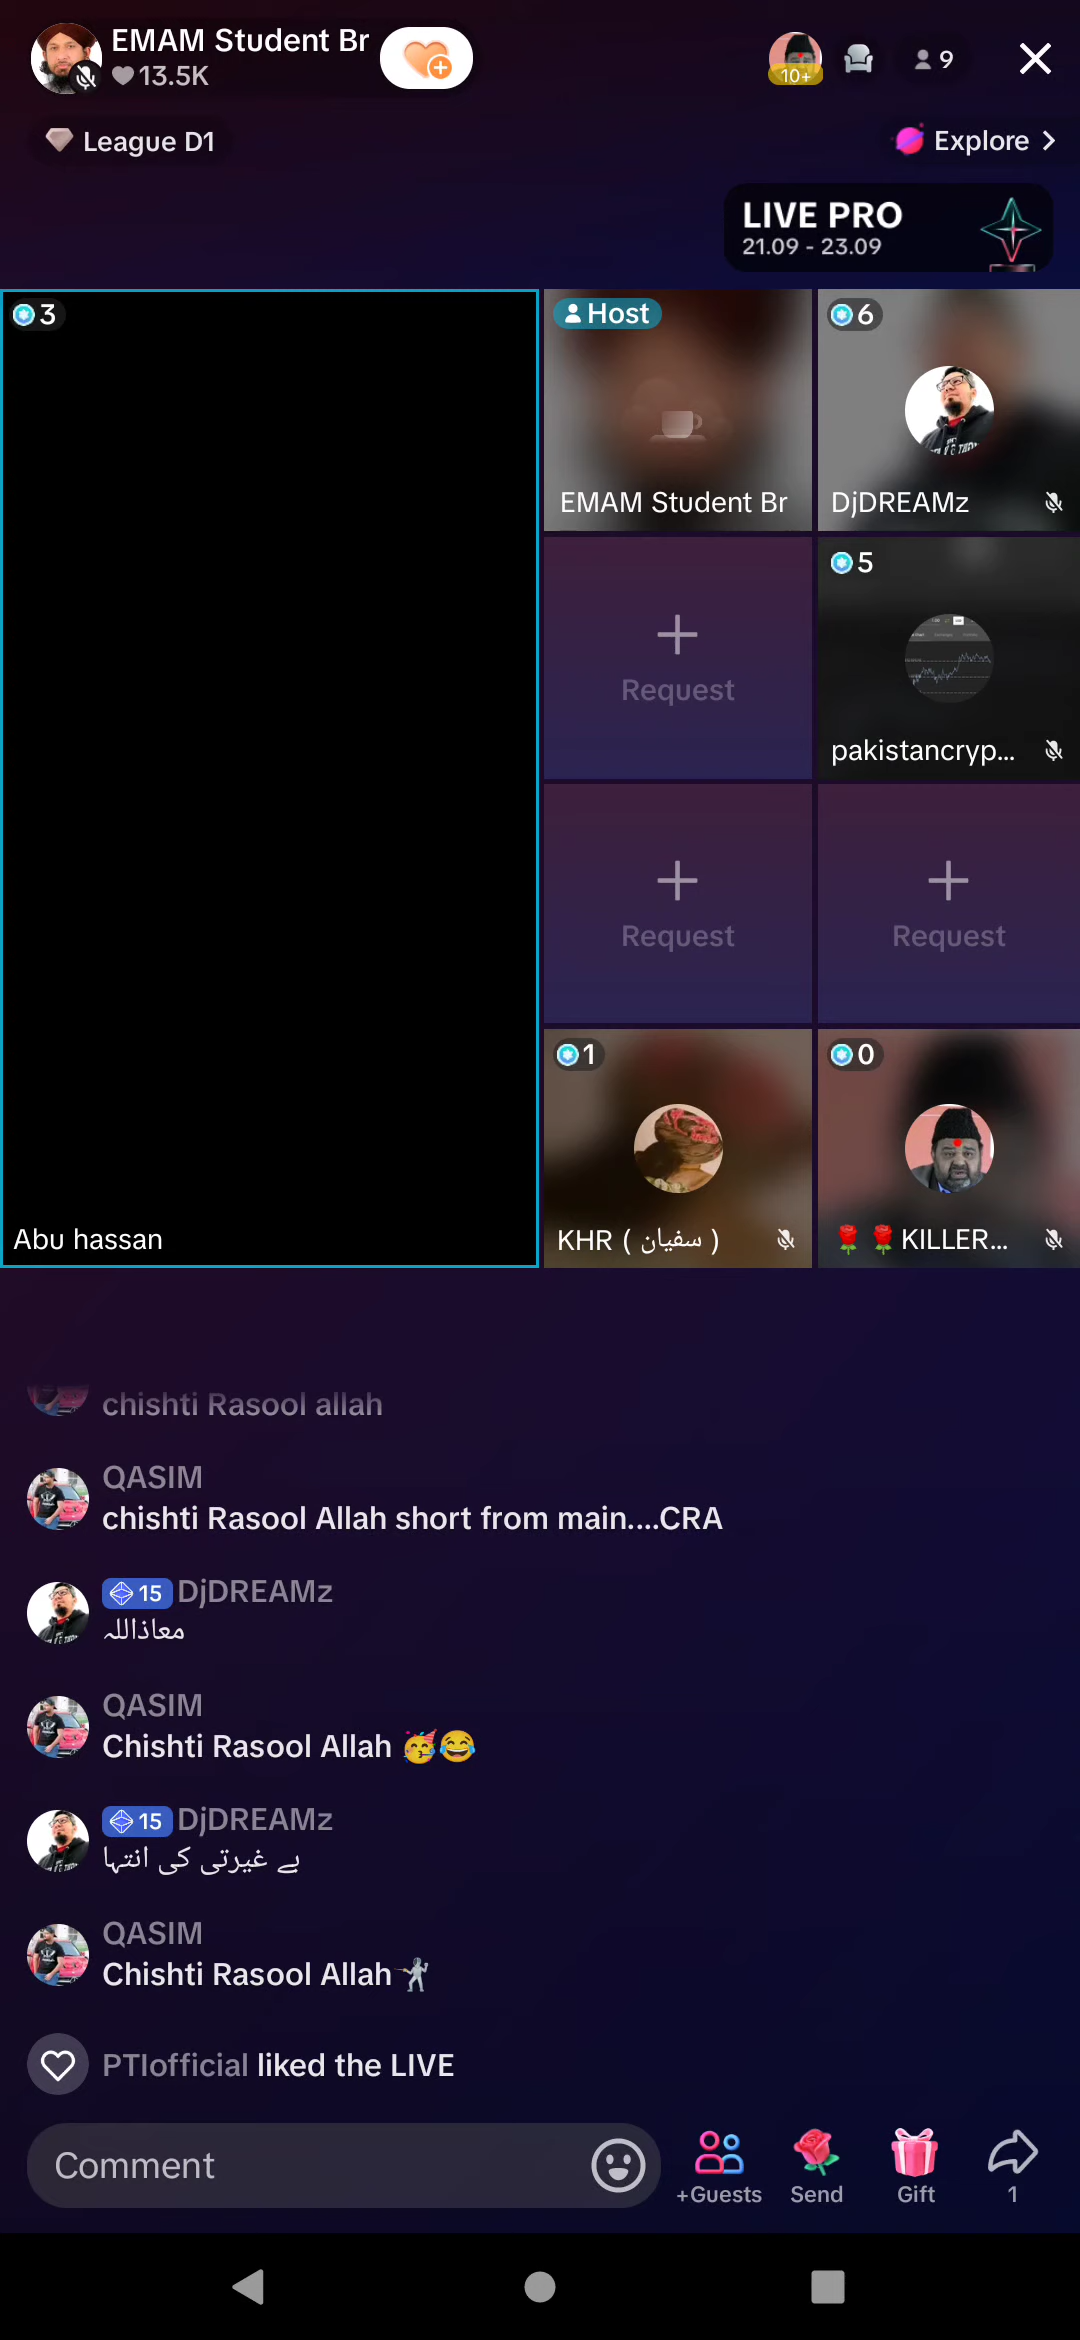 EMAM Student Br
13.5K
10+
9
League D1
Explore
LIVE PRO
21.09 - 23.09
3
Host
6
EMAM Student Br
DjDREAMz
5
Request
pakistancryp...
Request
Request
1
0
Abu hassan
KHR ( سفیان )
KILLER...
chishti Rasool allah
QASIM
chishti Rasool Allah short from main....CRA
15 DjDREAMz
معاذاللہ
QASIM
Chishti Rasool Allah 🥳😂
15 DjDREAMz
بے غیرتی کی انتہا
QASIM
Chishti Rasool Allah🤺
PTIofficial liked the LIVE
Comment
+Guests
Send
Gift
1